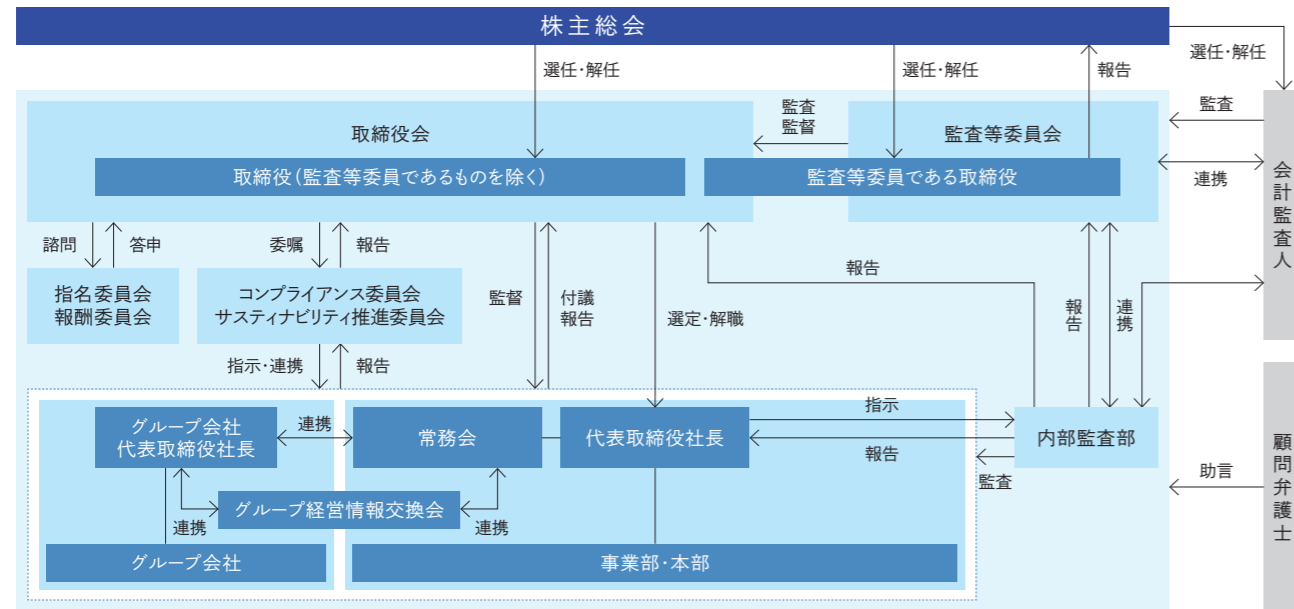 株主総会
選任・解任
選任・解任
報告
選任・解任
取締役会
監査
監督
監査等委員会
監査
連携
取締役（監査等委員であるものを除く）
監査等委員である取締役
会計監査人
諮問
答申
委嘱
報告
監督
付議
報告
選定・解職
報告
報告
連携
指名委員会
報酬委員会
コンプライアンス委員会
サスティナビリティ推進委員会
指示・連携
報告
グループ会社
代表取締役社長
連携
常務会
代表取締役社長
指示
報告
監査
内部監査部
助言
顧問弁護士
連携
グループ経営情報交換会
連携
グループ会社
事業部・本部